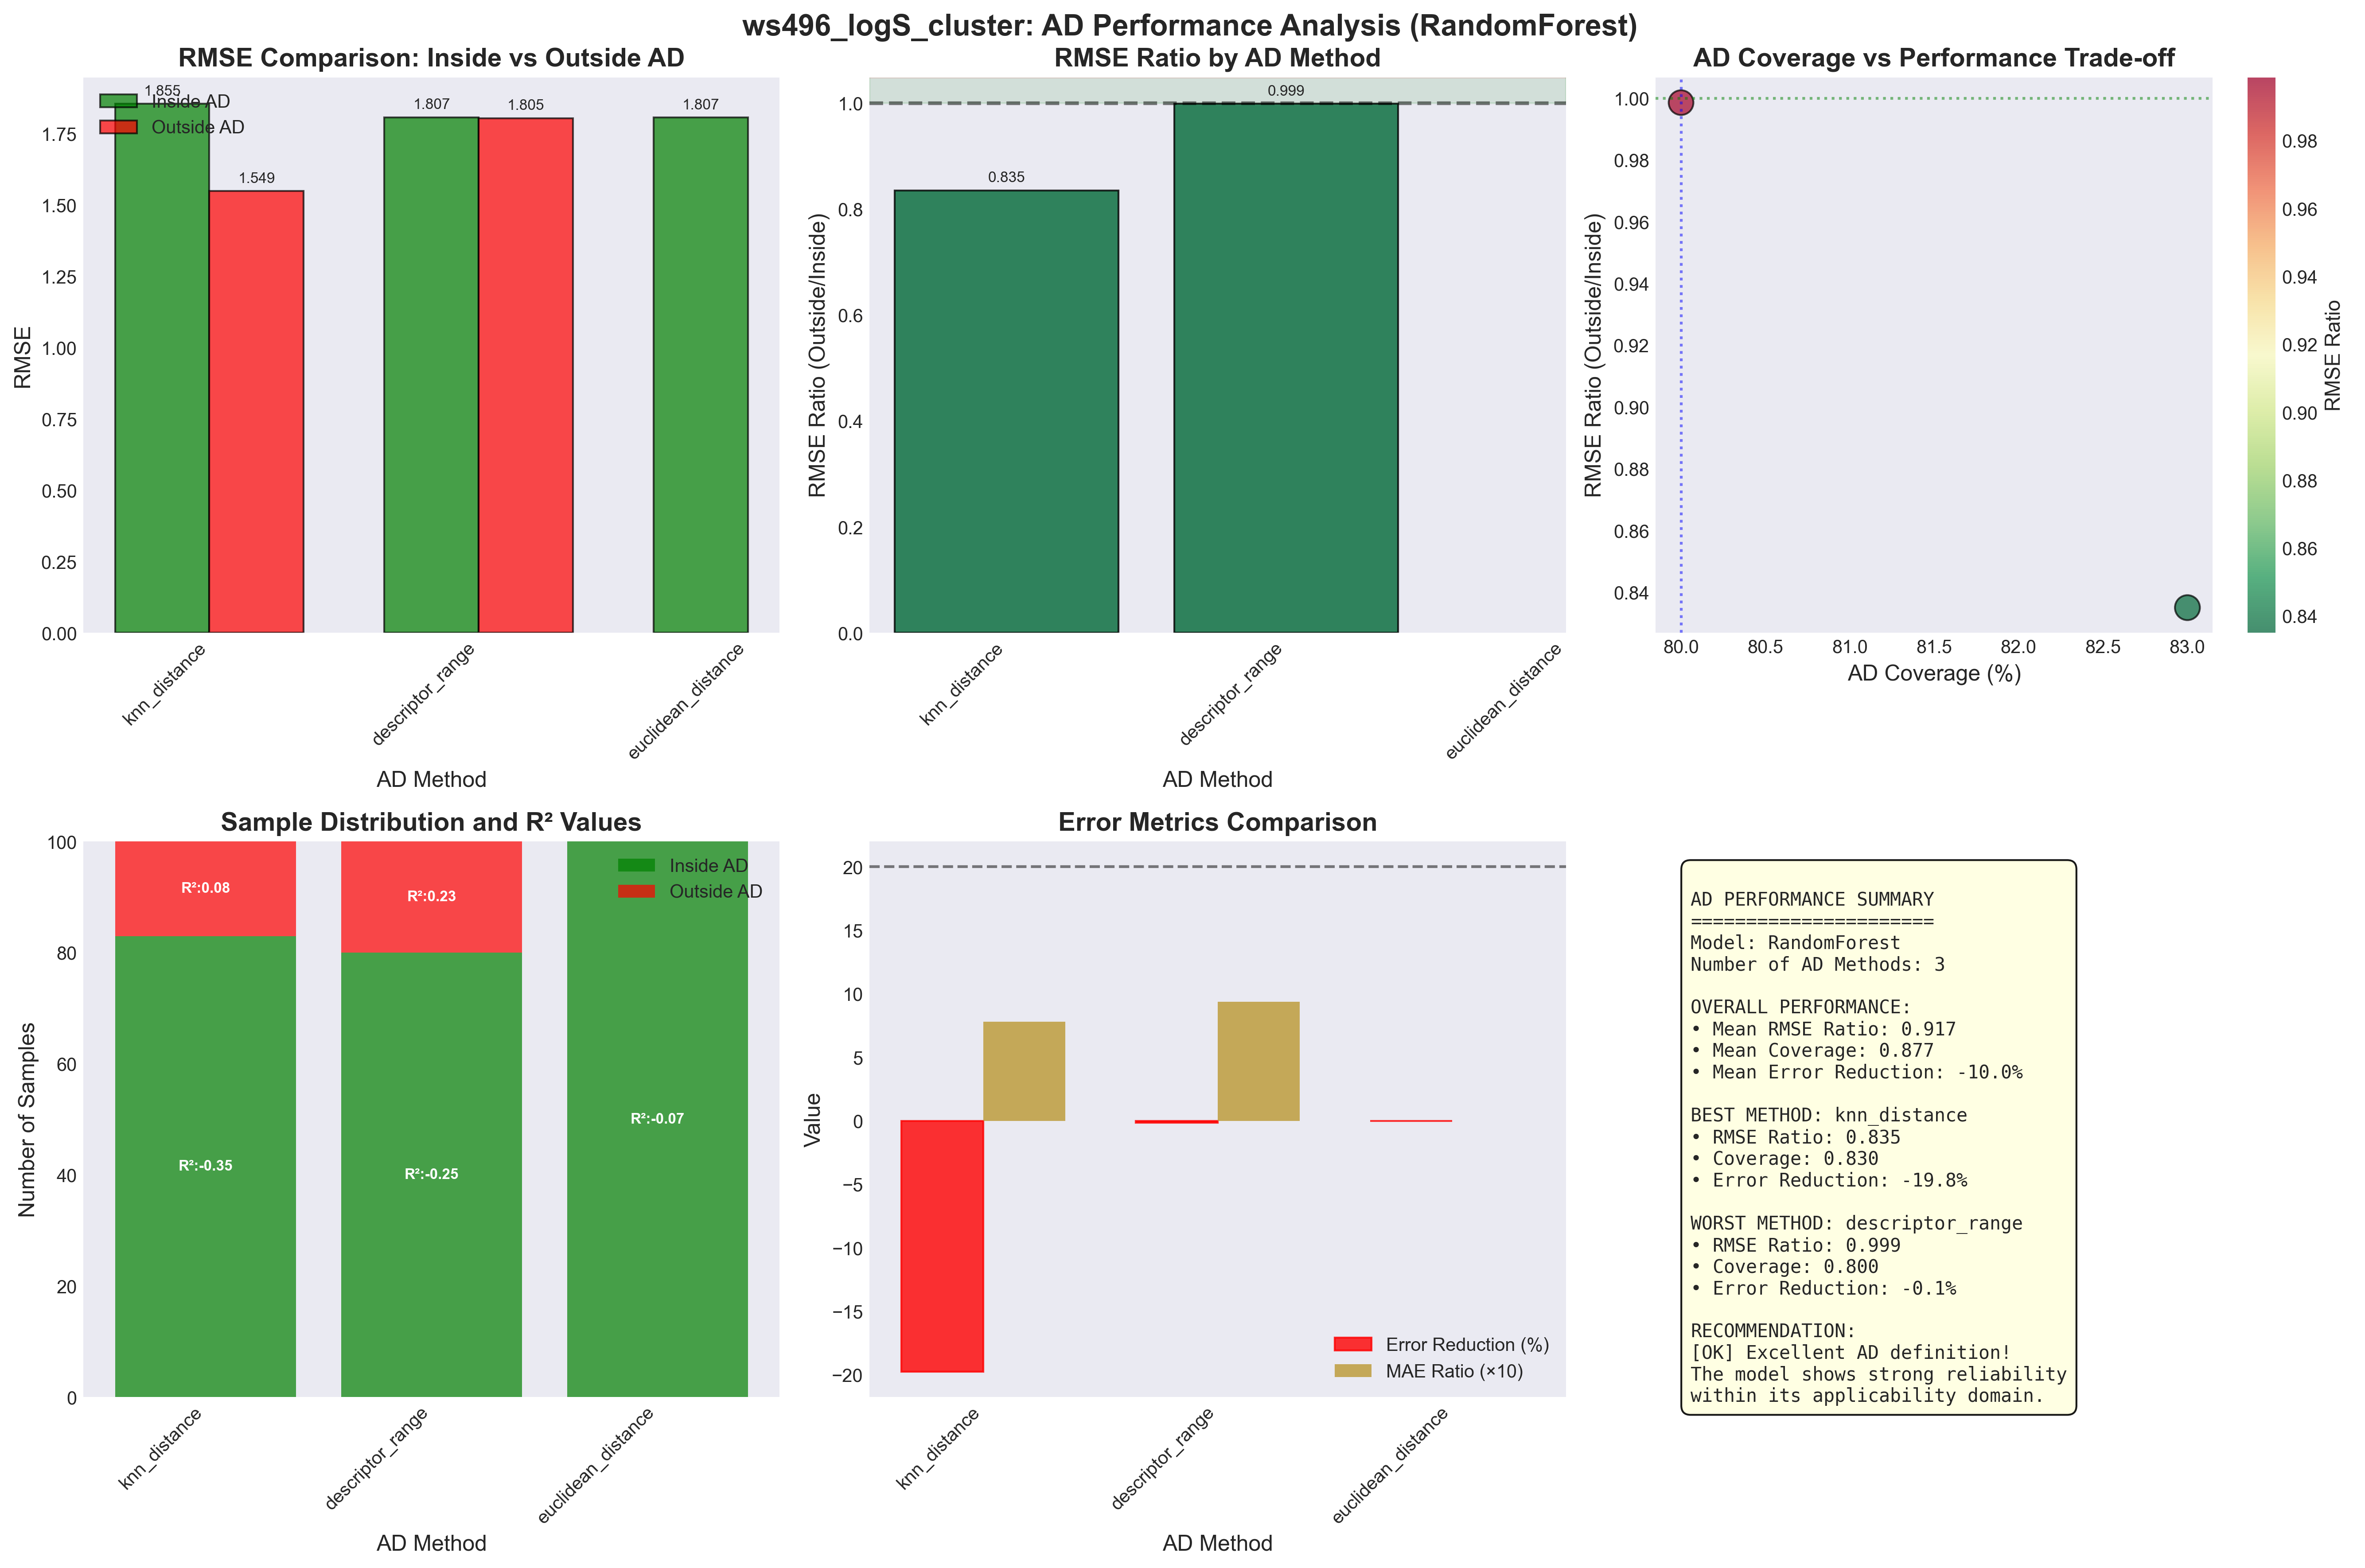 ws496_logS_cluster: AD Performance Analysis (RandomForest)
RMSE Comparison: Inside vs Outside AD
1.855
Inside AD
Outside AD
1.549
1.807
1.805
1.807
1.75
1.50
1.25
1.00
0.75
0.50
0.25
0.00
RMSE
knn_distance
descriptor_range
euclidean_distance
AD Method
RMSE Ratio by AD Method
0.999
0.835
1.0
0.8
0.6
0.4
0.2
0.0
RMSE Ratio (Outside/Inside)
knn_distance
descriptor_range
euclidean_distance
AD Method
AD Coverage vs Performance Trade-off
1.00
0.98
0.96
0.94
0.92
0.90
0.88
0.86
0.84
RMSE Ratio (Outside/Inside)
80.0 80.5 81.0 81.5 82.0 82.5 83.0
AD Coverage (%)
0.98
0.96
0.94
0.92
0.90
0.88
0.86
0.84
RMSE Ratio
Sample Distribution and R² Values
Inside AD
Outside AD
R²:0.08
R²:0.23
R²:-0.07
R²:-0.35
R²:-0.25
100
80
60
40
20
0
Number of Samples
knn_distance
descriptor_range
euclidean_distance
AD Method
Error Metrics Comparison
20
15
10
5
0
−5
−10
−15
−20
Value
Error Reduction (%)
MAE Ratio (×10)
knn_distance
descriptor_range
euclidean_distance
AD Method
AD PERFORMANCE SUMMARY
======================
Model: RandomForest
Number of AD Methods: 3
OVERALL PERFORMANCE:
• Mean RMSE Ratio: 0.917
• Mean Coverage: 0.877
• Mean Error Reduction: -10.0%
BEST METHOD: knn_distance
• RMSE Ratio: 0.835
• Coverage: 0.830
• Error Reduction: -19.8%
WORST METHOD: descriptor_range
• RMSE Ratio: 0.999
• Coverage: 0.800
• Error Reduction: -0.1%
RECOMMENDATION:
[OK] Excellent AD definition!
The model shows strong reliability
within its applicability domain.